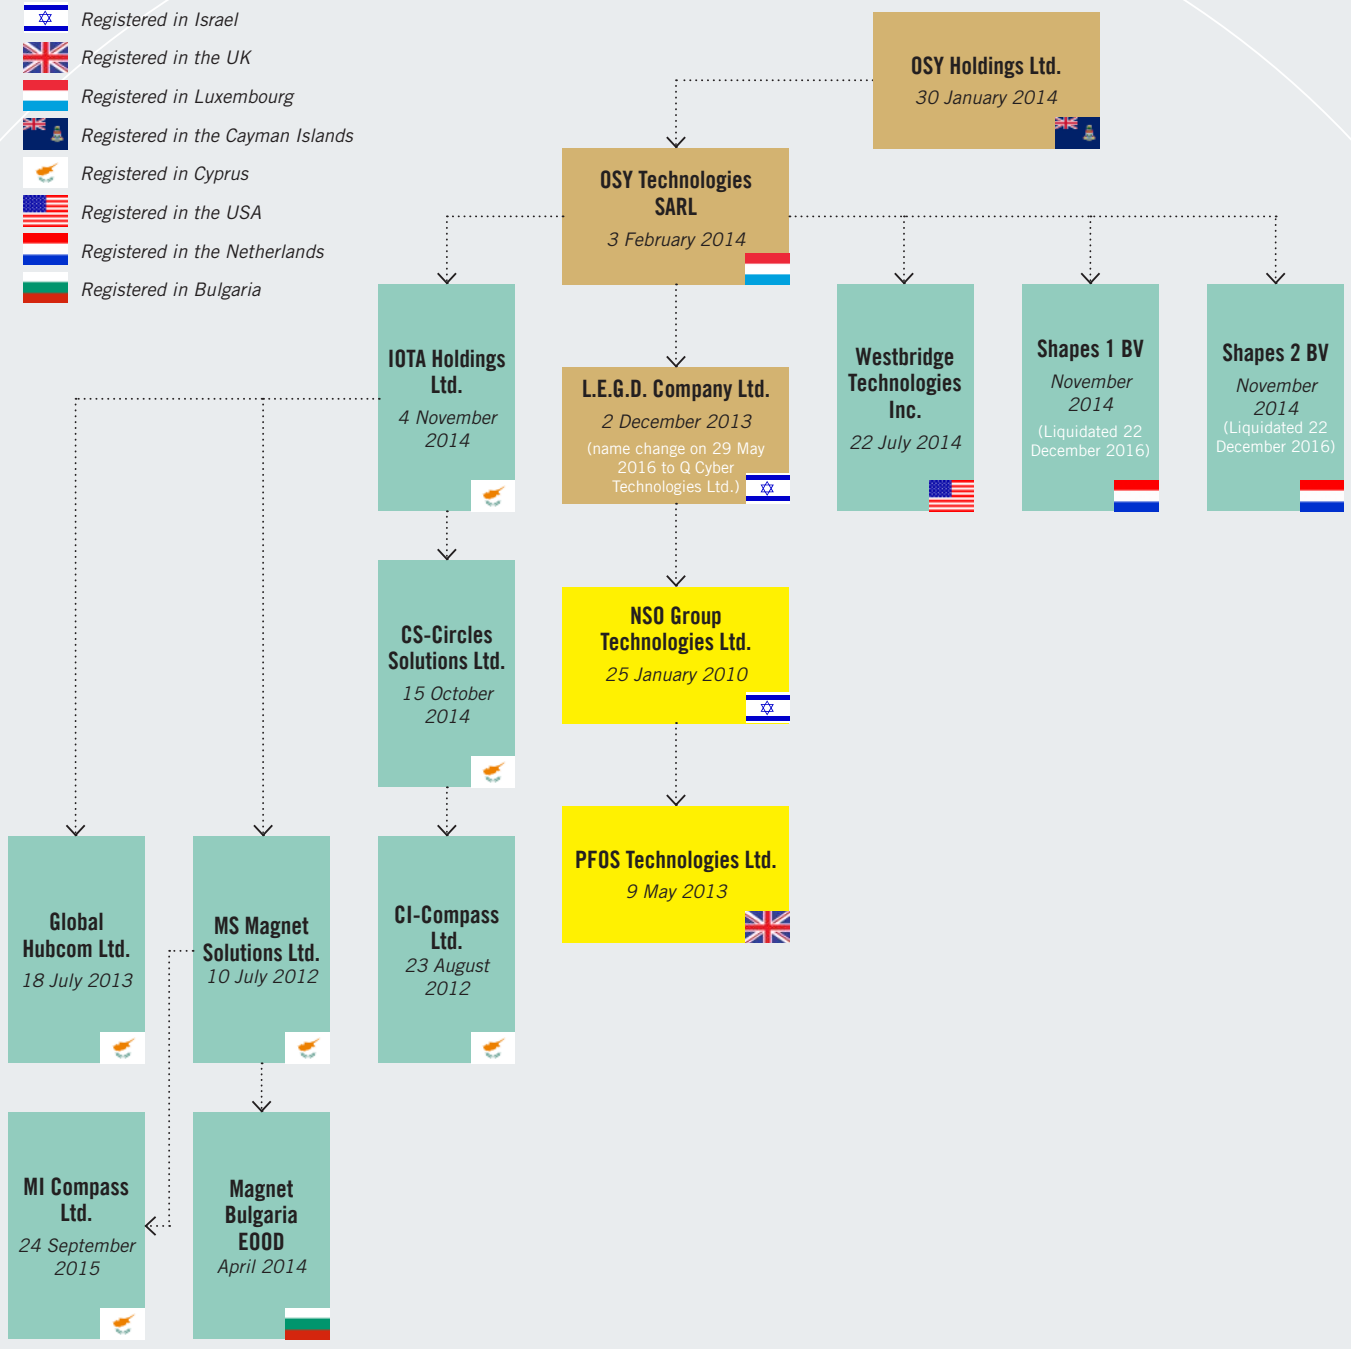 Registered in Israel
Registered in the UK
Registered in Luxembourg
Registered in the Cayman Islands
Registered in Cyprus
Registered in the USA
Registered in the Netherlands
Registered in Bulgaria
OSY Holdings Ltd.
30 January 2014
OSY Technologies
SARL
3 February 2014
IOTA Holdings
Ltd.
4 November
2014
L.E.G.D. Company Ltd.
2 December 2013
(name change on 29 May
2016 to Q Cyber
Technologies Ltd.)
Westbridge
Technologies
Inc.
22 July 2014
Shapes 1 BV
November
2014
(Liquidated 22
December 2016)
Shapes 2 BV
November
2014
(Liquidated 22
December 2016)
CS-Circles
Solutions Ltd.
15 October
2014
NSO Group
Technologies Ltd.
25 January 2010
PFOS Technologies Ltd.
9 May 2013
Global
Hubcom Ltd.
18 July 2013
MS Magnet
Solutions Ltd.
10 July 2012
CI-Compass
Ltd.
23 August
2012
MI Compass
Ltd.
24 September
2015
Magnet
Bulgaria
EOOD
April 2014